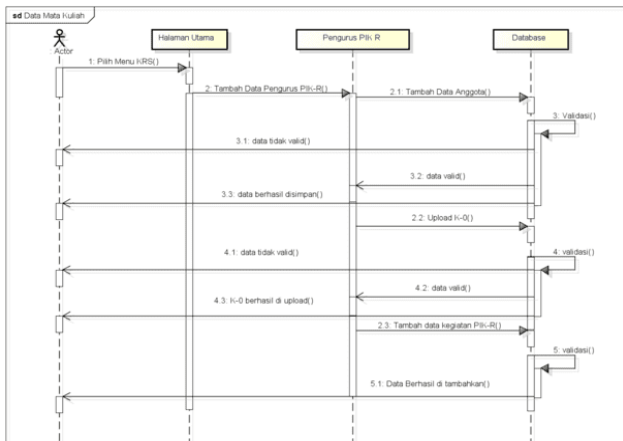 sd Data Mata Kuliah
Actor
Halaman Utama
Pengurus PIK R
Database
1: Pilih Menu KRS()
2: Tambah Data Pengurus PIK-R()
2.1: Tambah Data Anggota()
3: Validasi()
3.1: data tidak valid()
3.2: data valid()
3.3: data berhasil disimpan()
2.2: Upload K-0()
4.1: data tidak valid()
4: validasi()
4.2: data valid()
4.3: K-0 berhasil di upload()
2.3: Tambah data kegiatan PIK-R()
5: validasi()
5.1: Data Berhasil di tambahkan()